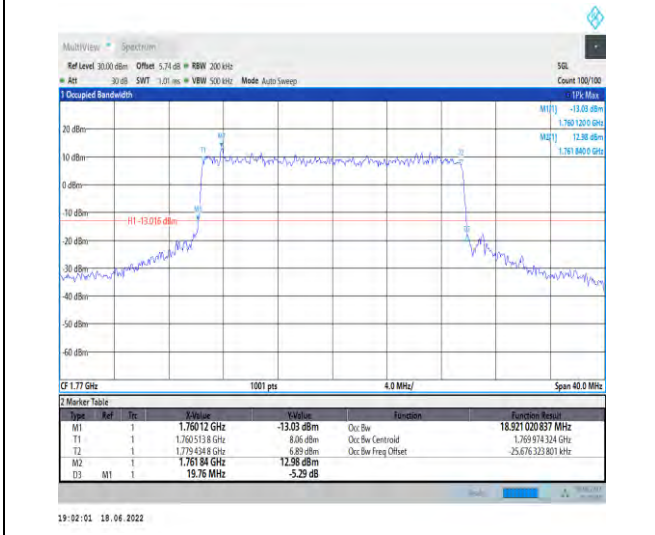 MultiView Spectrum
Ref Level 30.00 dBm Offset 5.74 dB RBW 200 kHz SGL
Att 30 dB SWT 1.01 ms VBW 500 kHz Mode Auto Sweep Count 100/100
1 Occupied Bandwidth 1Pk Max
M1[1] -13.03 dBm
1.760 120 0 GHz
M2[1] 12.98 dBm
1.761 840 0 GHz
20 dBm
M2
T1
10 dBm
0 dBm
-10 dBm
M1
H1 -13.016 dBm
-20 dBm
-30 dBm
-40 dBm
-50 dBm
-60 dBm
CF 1.77 GHz 1001 pts 4.0 MHz/ Span 40.0 MHz
2 Marker Table
Type Ref Trc X-Value Y-Value Function Function Result
M1 1 1.76012 GHz -13.03 dBm Occ Bw 18.921 020 837 MHz
T1 1 1.760 513 8 GHz 8.06 dBm Occ Bw Centroid 1.769 974 324 GHz
T2 1 1.779 434 8 GHz 6.89 dBm Occ Bw Freq Offset -25.676 323 801 kHz
M2 1 1.761 84 GHz 12.98 dBm
D3 M1 1 19.76 MHz -5.29 dB
19:02:01 18.06.2022